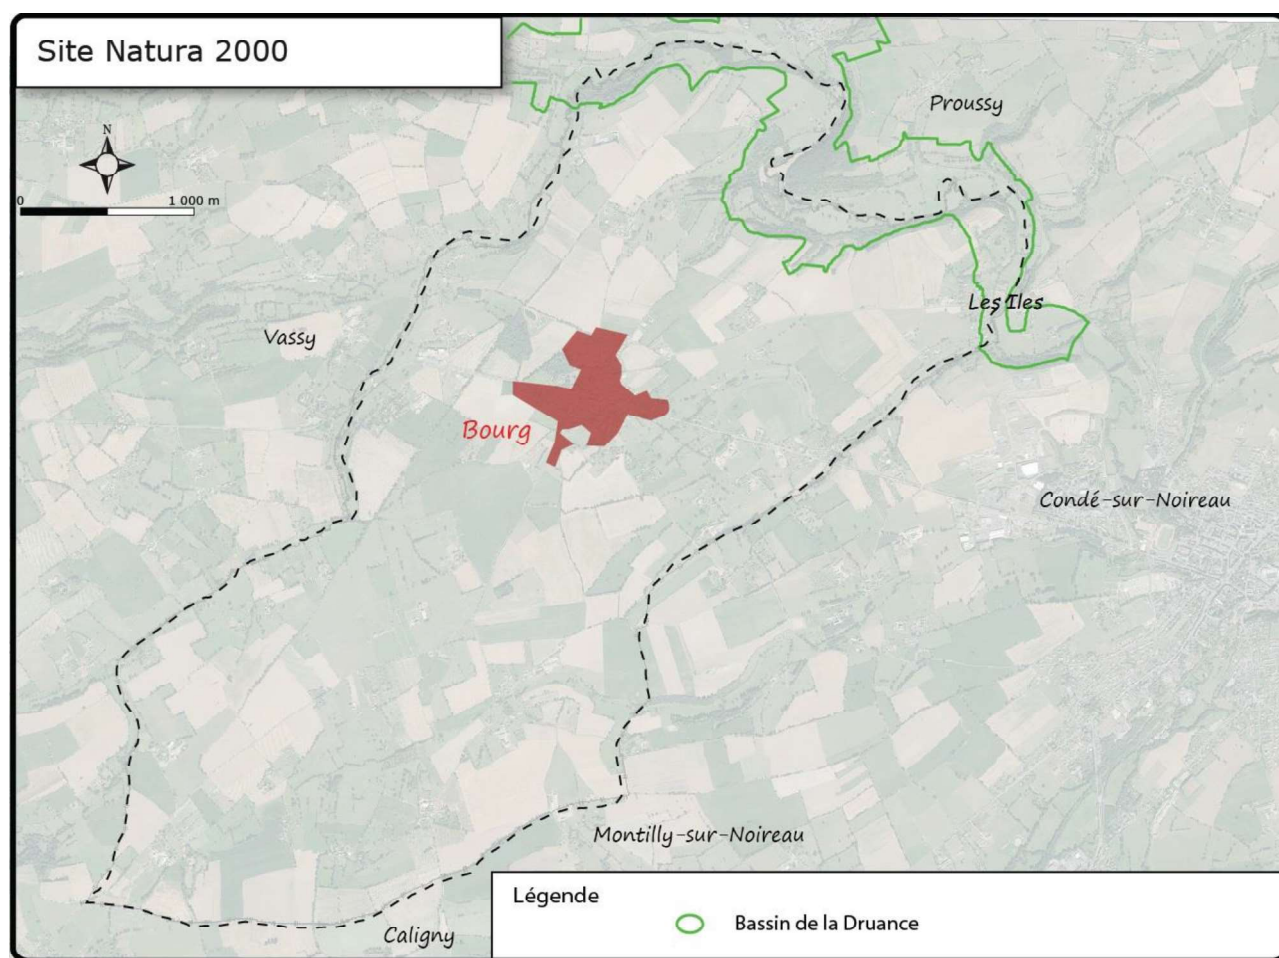 Site Natura 2000
Proussy
N
0 1 000 m
Les Iles
Vassy
Bourg
Condé-sur-Noireau
Montilly-sur-Noireau
Légende
Bassin de la Druance
Caligny